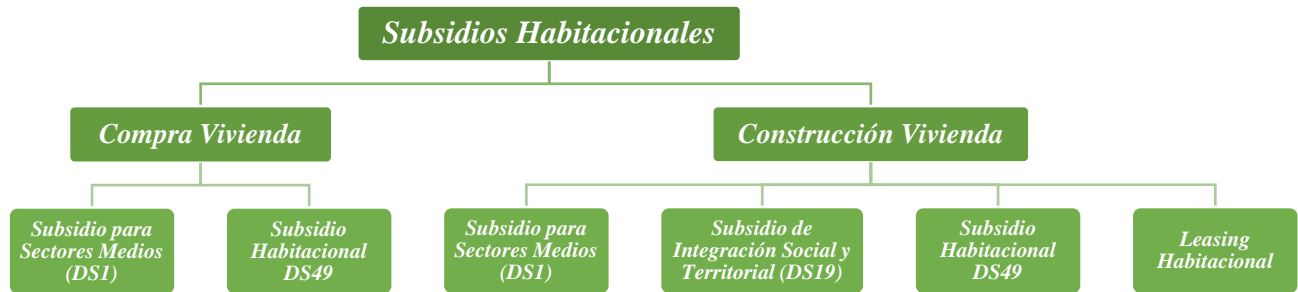 Subsidios Habitacionales
Compra Vivienda
Construcción Vivienda
Subsidio para
Sectores Medios
(DS1)
Subsidio
Habitacional
DS49
Subsidio para
Sectores Medios
(DS1)
Subsidio de
Integración Social y
Territorial (DS19)
Subsidio
Habitacional
DS49
Leasing
Habitacional